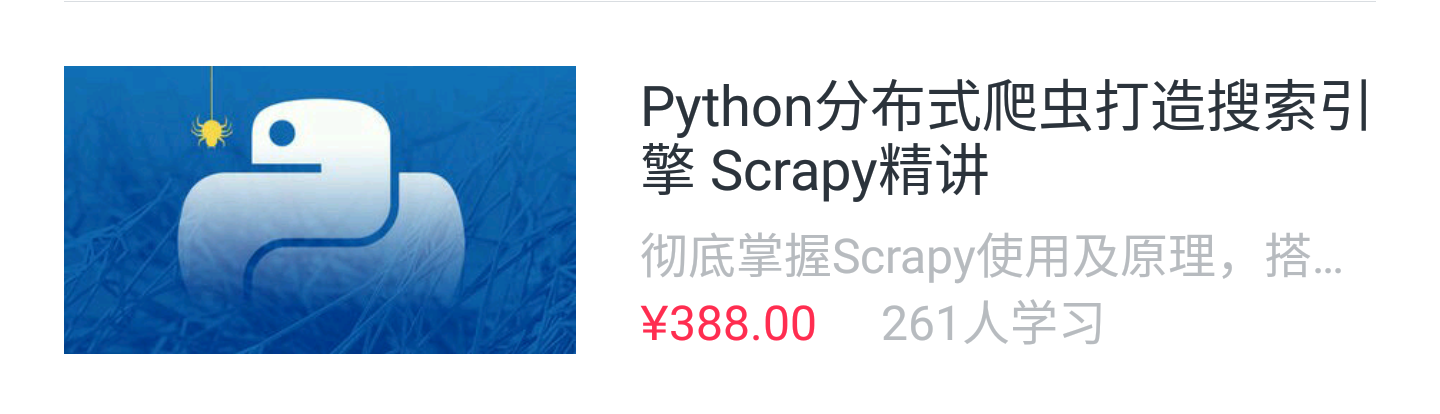 Python分布式爬虫打造搜索引
擎 Scrapy精讲
彻底掌握Scrapy使用及原理，搭...
¥388.00 261人学习